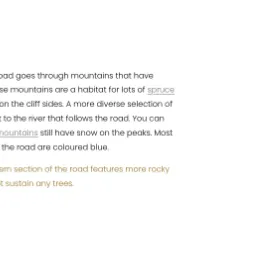 oad goes through mountains that have
se mountains are a habitat for lots of spruce
on the cliff sides. A more diverse selection of
t to the river that follows the road. You can
mountains still have snow on the peaks. Most
the road are coloured blue.
ern section of the road features more rocky
t sustain any trees.